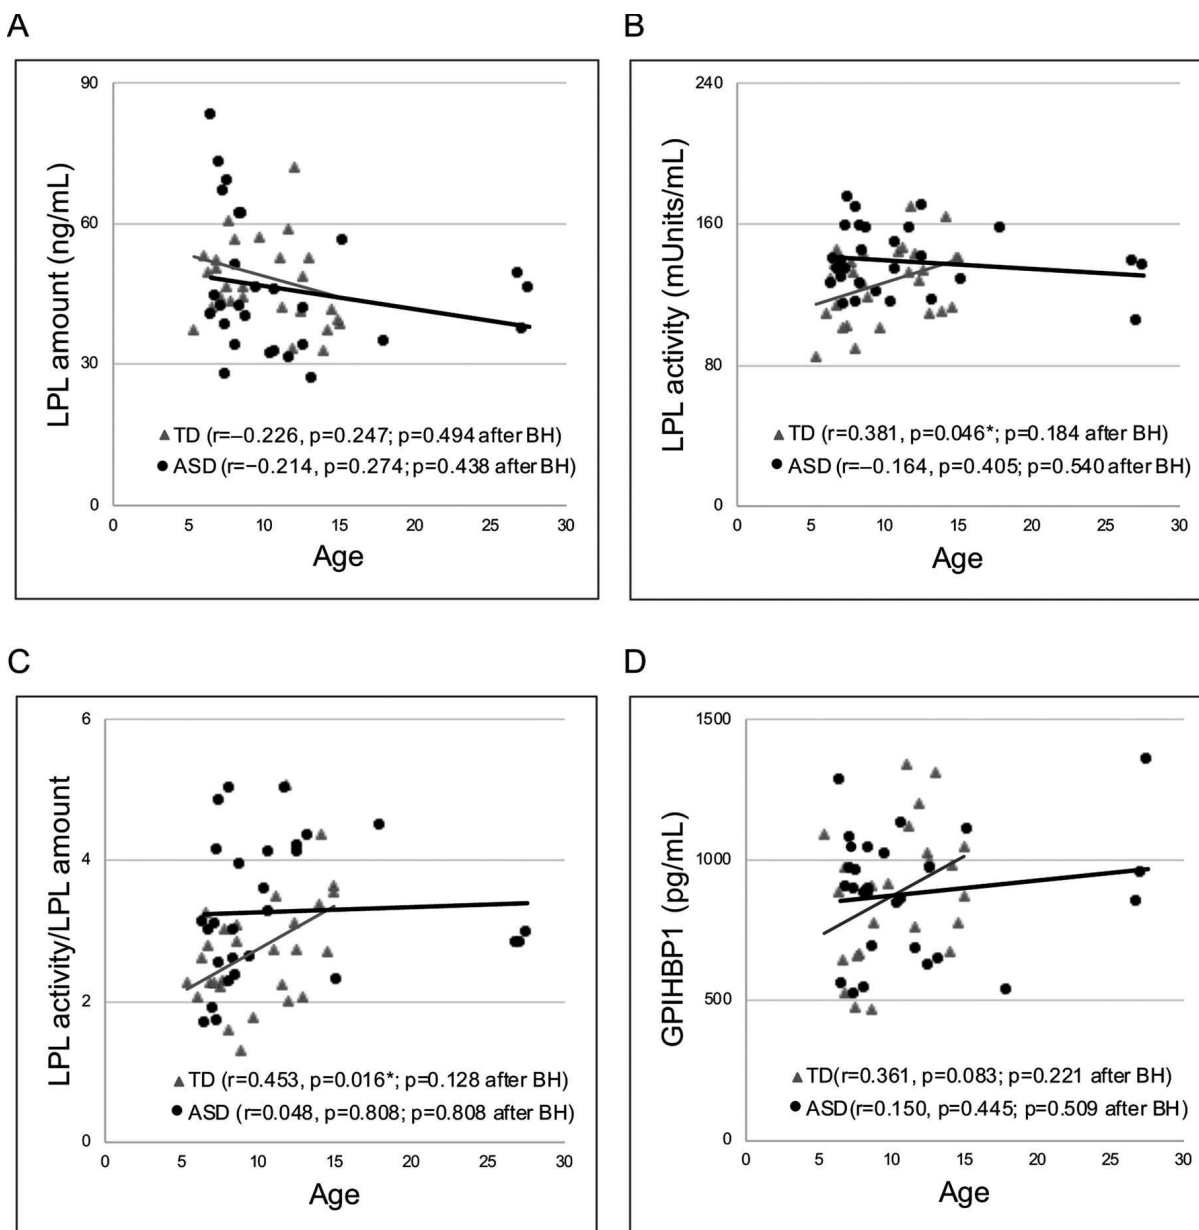 A
LPL amount (ng/mL)
90
60
30
0
▲ TD (r=−0.226, p=0.247; p=0.494 after BH)
● ASD (r=−0.214, p=0.274; p=0.438 after BH)
0 5 10 15 20 25 30
Age
B
LPL activity (mUnits/mL)
240
160
80
0
▲ TD (r=0.381, p=0.046*; p=0.184 after BH)
● ASD (r=−0.164, p=0.405; p=0.540 after BH)
0 5 10 15 20 25 30
Age
C
LPL activity/LPL amount
6
4
2
0
▲ TD (r=0.453, p=0.016*; p=0.128 after BH)
● ASD (r=0.048, p=0.808; p=0.808 after BH)
0 5 10 15 20 25 30
Age
D
GPIHBP1 (pg/mL)
1500
1000
500
0
▲ TD(r=0.361, p=0.083; p=0.221 after BH)
● ASD(r=0.150, p=0.445; p=0.509 after BH)
0 5 10 15 20 25 30
Age